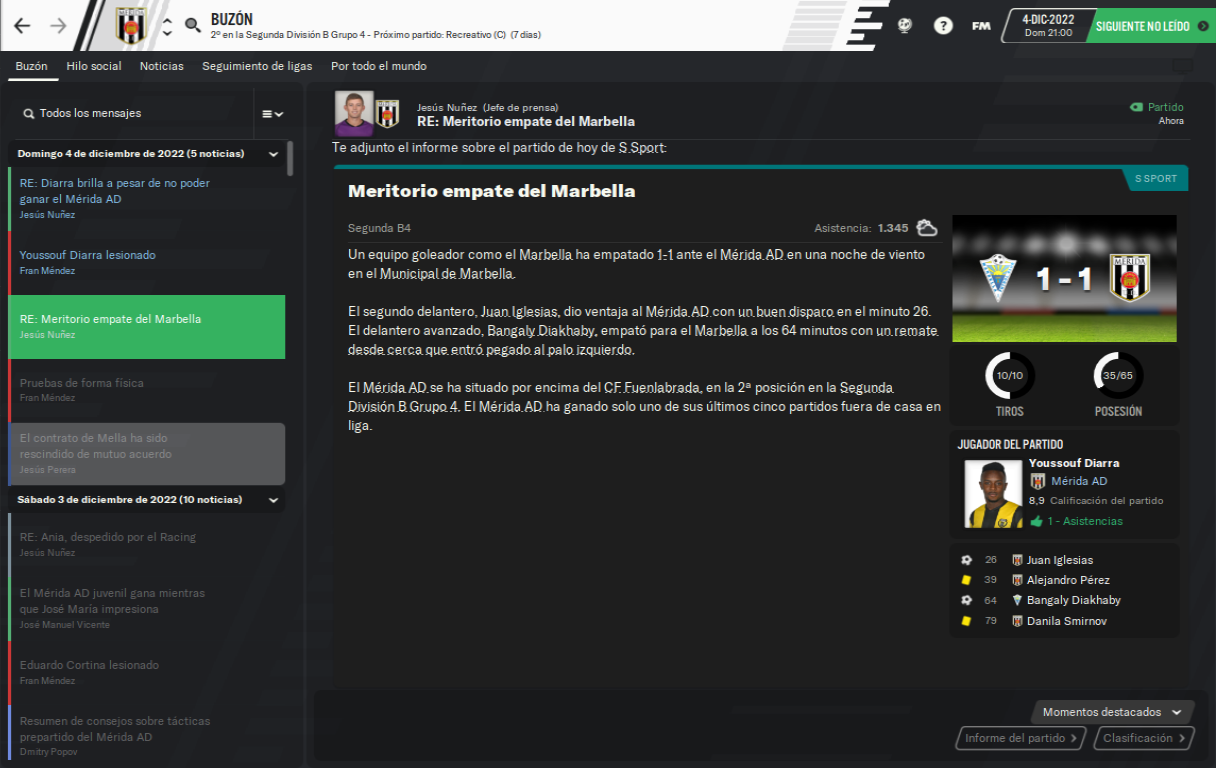 MÉRIDA
BUZÓN
2º en la Segunda División B Grupo 4 - Próximo partido: Recreativo (C) (7 días)
?
FM
4-DIC-2022
Dom 21:00
SIGUIENTE NO LEÍDO
Buzón
Hilo social
Noticias
Seguimiento de ligas
Por todo el mundo
Todos los mensajes
Domingo 4 de diciembre de 2022 (5 noticias)
RE: Diarra brilla a pesar de no poder
ganar el Mérida AD
Jesús Nuñez
Youssouf Diarra lesionado
Fran Méndez
RE: Meritorio empate del Marbella
Jesús Nuñez
Pruebas de forma física
Fran Méndez
El contrato de Mella ha sido
rescindido de mutuo acuerdo
Jesús Perera
Sábado 3 de diciembre de 2022 (10 noticias)
RE: Ania, despedido por el Racing
Jesús Nuñez
El Mérida AD juvenil gana mientras
que José María impresiona
José Manuel Vicente
Eduardo Cortina lesionado
Fran Méndez
Resumen de consejos sobre tácticas
prepartido del Mérida AD
Dmitry Popov
Jesús Nuñez (Jefe de prensa)
RE: Meritorio empate del Marbella
Partido
Ahora
Te adjunto el informe sobre el partido de hoy de S Sport:
S SPORT
Meritorio empate del Marbella
Segunda B4
Asistencia: 1.345
Un equipo goleador como el Marbella ha empatado 1-1 ante el Mérida AD en una noche de viento
en el Municipal de Marbella.
El segundo delantero, Juan Iglesias, dio ventaja al Mérida AD con un buen disparo en el minuto 26.
El delantero avanzado, Bangaly Diakhaby, empató para el Marbella a los 64 minutos con un remate
desde cerca que entró pegado al palo izquierdo.
El Mérida AD se ha situado por encima del CF Fuenlabrada, en la 2ª posición en la Segunda
División B Grupo 4. El Mérida AD ha ganado solo uno de sus últimos cinco partidos fuera de casa en
liga.
1 - 1
MÉRIDA
10/10
35/65
TIROS
POSESIÓN
JUGADOR DEL PARTIDO
Youssouf Diarra
Mérida AD
8,9 Calificación del partido
1 - Asistencias
26 Juan Iglesias
39 Alejandro Pérez
64 Bangaly Diakhaby
79 Danila Smirnov
Momentos destacados
Informe del partido
Clasificación